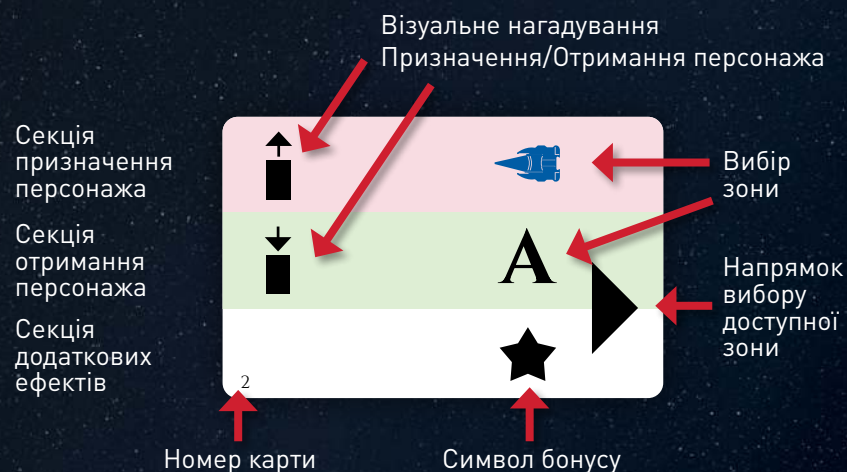 Візуальне нагадування
Призначення/Отримання персонажа
Секція
призначення
персонажа
Вибір
зони
Секція
отримання
персонажа
A
Напрямок
вибору
доступної
зони
Секція
додаткових
ефектів
2
Номер карти
Символ бонусу